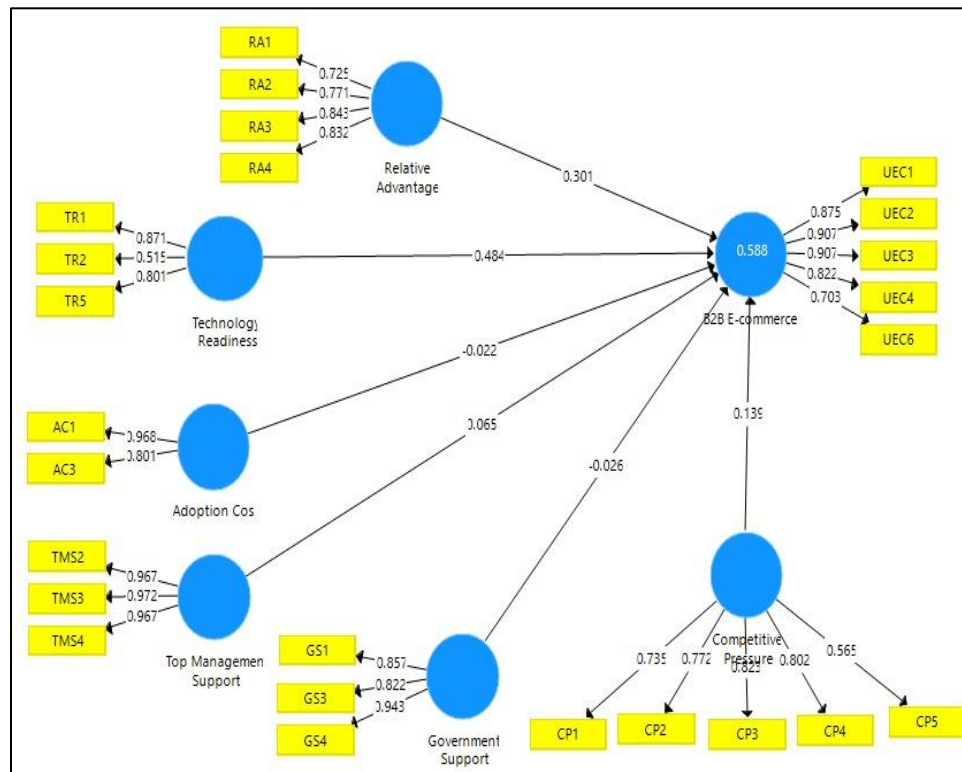 RA1
0.725
RA2
0.771
RA3
0.843
RA4
0.832
Relative
Advantage
0.301
TR1
0.871
TR2
0.515
TR5
0.801
Technology
Readiness
0.484
UEC1
0.875
UEC2
0.907
0.588
UEC3
0.907
UEC4
0.822
UEC6
0.703
B2B E-commerce
-0.022
AC1
0.968
AC3
0.801
Adoption Cos
0.065
TMS2
0.967
TMS3
0.972
TMS4
0.967
Top Managemen
Support
-0.026
GS1
0.857
GS3
0.822
GS4
0.943
Government
Support
0.139
Competitive
Pressure
0.735
0.772
0.823
0.802
0.565
CP1
CP2
CP3
CP4
CP5